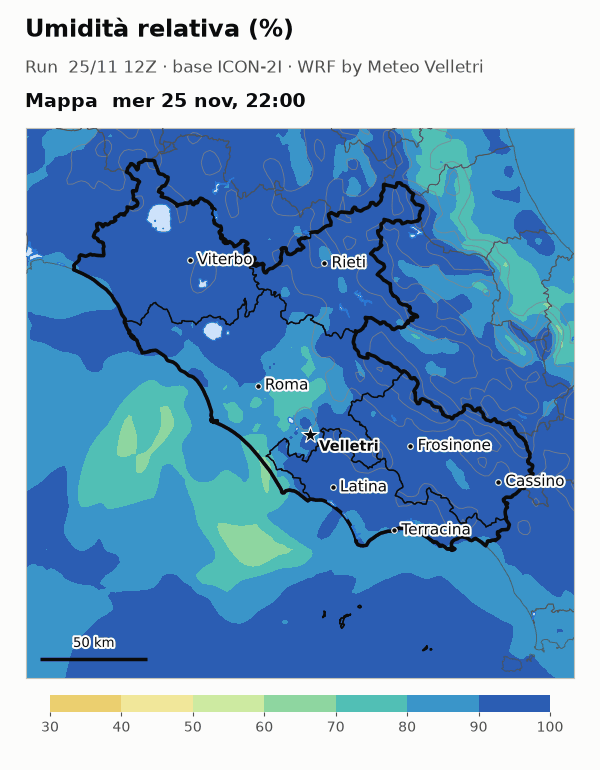 Umidità relativa (%)
Run  25/11 12Z · base ICON-2I · WRF by Meteo Velletri
Mappa  mer 25 nov, 22:00
Viterbo
Rieti
Roma
Velletri
Frosinone
Cassino
Latina
Terracina
50 km
30 40 50 60 70 80 90 100